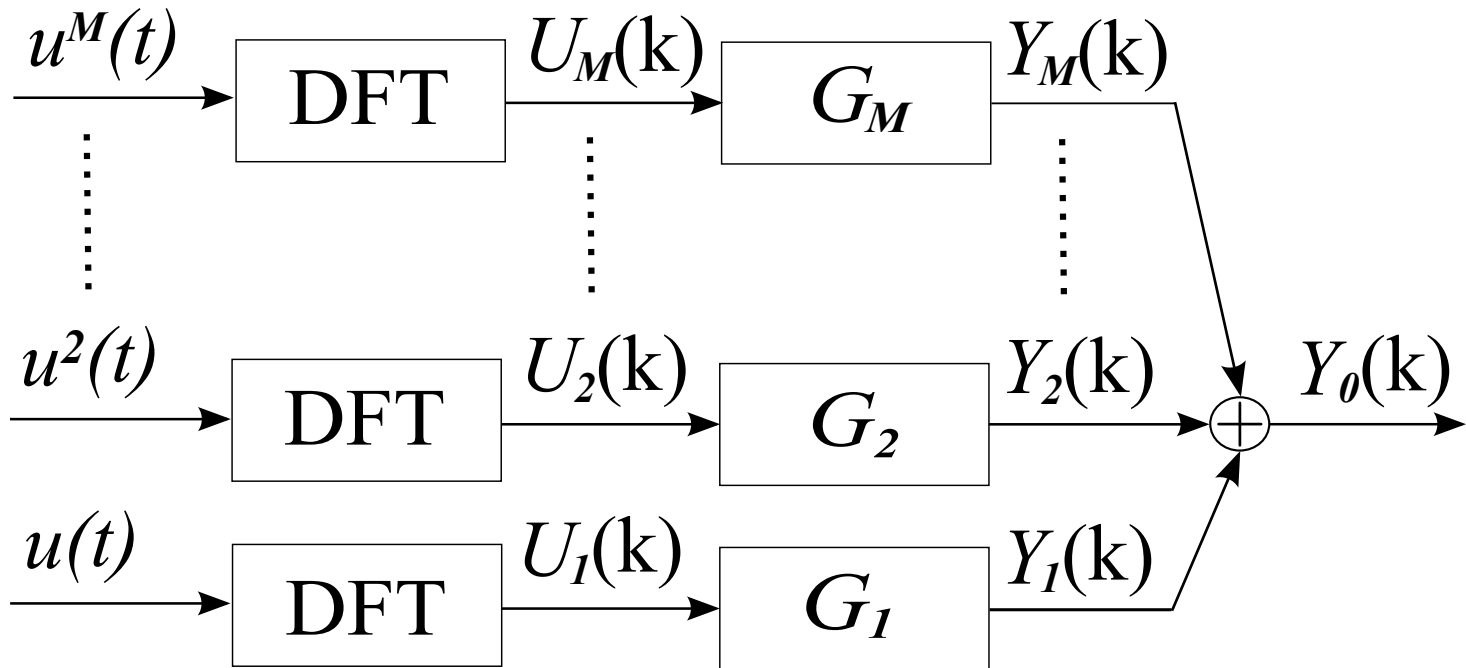 u^M(t) DFT U_M(k) G_M Y_M(k)
u^2(t) DFT U_2(k) G_2 Y_2(k) Y_0(k)
u(t) DFT U_1(k) G_1 Y_1(k)